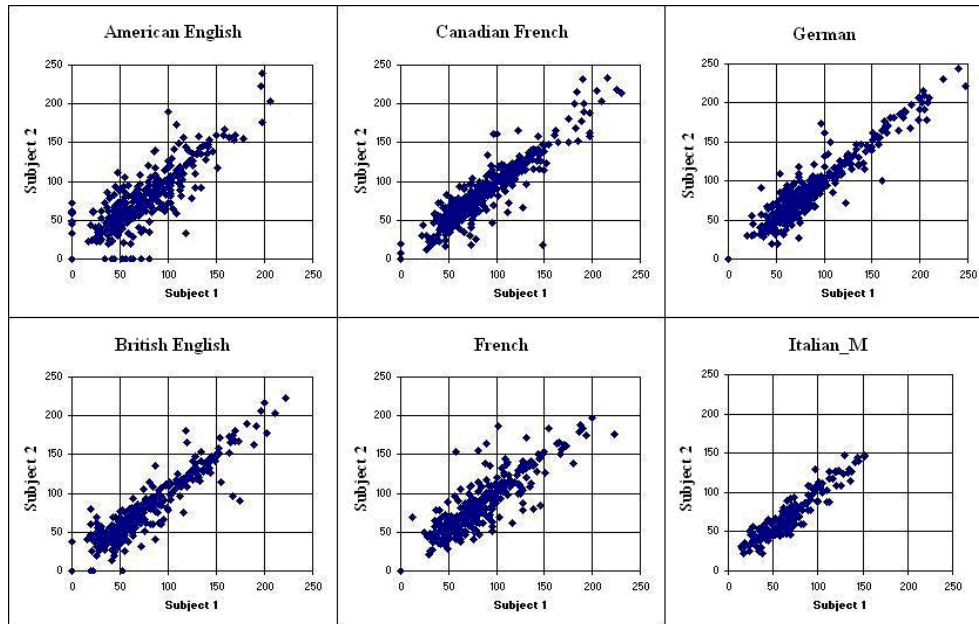 American English
250
200
150
100
50
0
Subject 2
0 50 100 150 200 250
Subject 1
Canadian French
250
200
150
100
50
0
Subject 2
0 50 100 150 200 250
Subject 1
German
250
200
150
100
50
0
Subject 2
0 50 100 150 200 250
Subject 1
British English
250
200
150
100
50
0
Subject 2
0 50 100 150 200 250
Subject 1
French
250
200
150
100
50
0
Subject 2
0 50 100 150 200 250
Subject 1
Italian_M
250
200
150
100
50
0
Subject 2
0 50 100 150 200 250
Subject 1